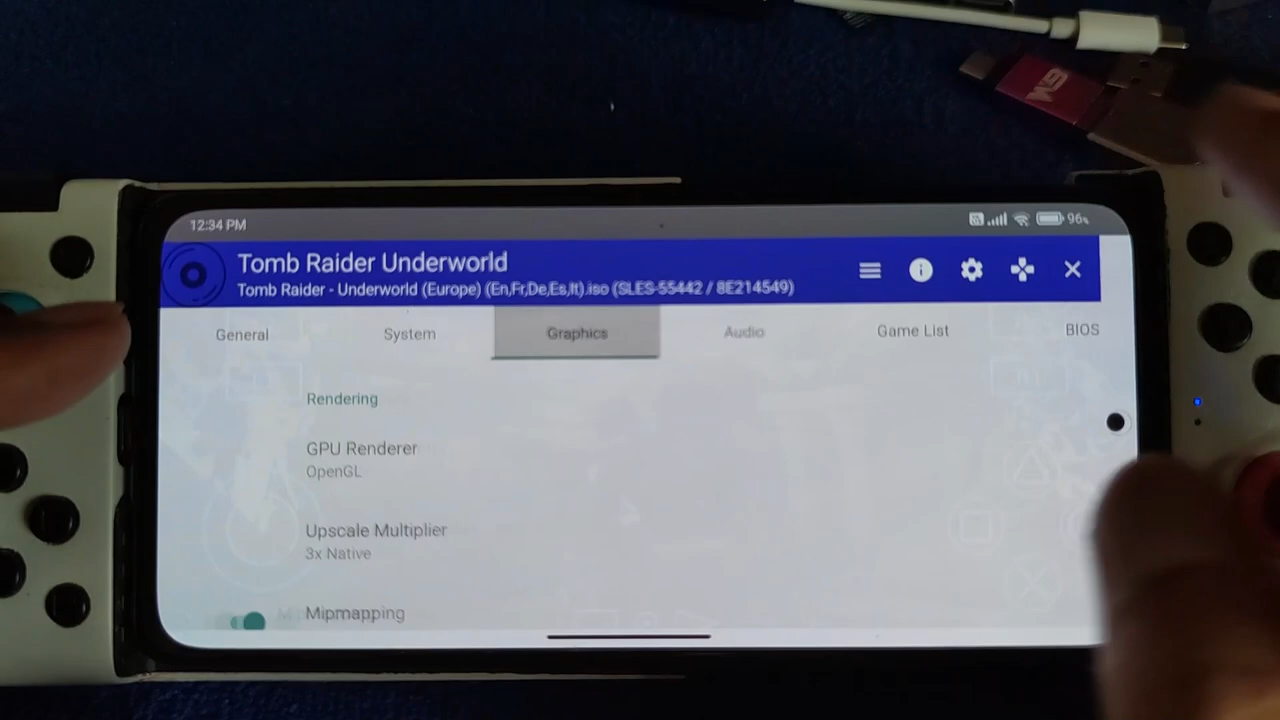 12:34 PM
96%
Tomb Raider Underworld
Tomb Raider - Underworld (Europe) (En,Fr,De,Es,It).iso (SLES-55442 / 8E214549)
General
System
Graphics
Audio
Game List
BIOS
Rendering
GPU Renderer
OpenGL
Upscale Multiplier
3x Native
Mipmapping